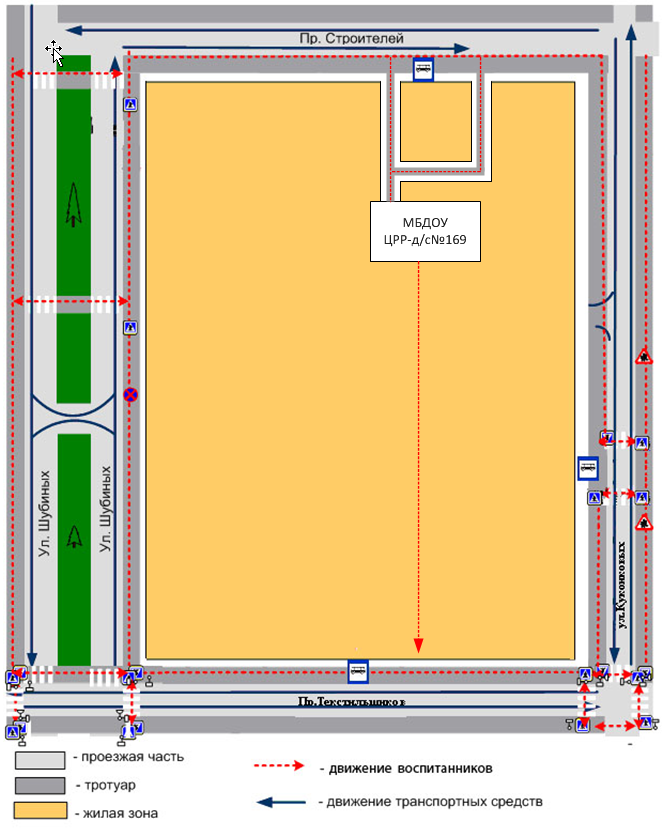 Пр. Строителей
МБДОУ
ЦРР-д/с№169
Ул. Шубиных
Ул. Шубиных
ул.Куконковых
Пр.Текстильщиков
- проезжая часть
- тротуар
- жилая зона
- движение воспитанников
- движение транспортных средств